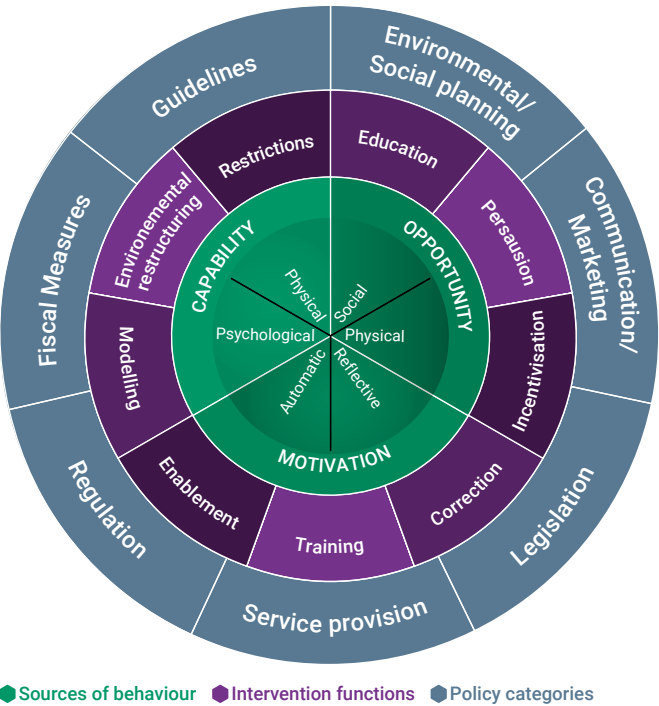 Environmental/
Social planning
Communication/
Marketing
Legislation
Service provision
Regulation
Fiscal Measures
Guidelines
Education
Persausion
Incentivisation
Correction
Training
Enablement
Modelling
Environemental
restructuring
Restrictions
CAPABILITY
OPPORTUNITY
MOTIVATION
Physical
Social
Psychological
Physical
Automatic
Reflective
Sources of behaviour
Intervention functions
Policy categories